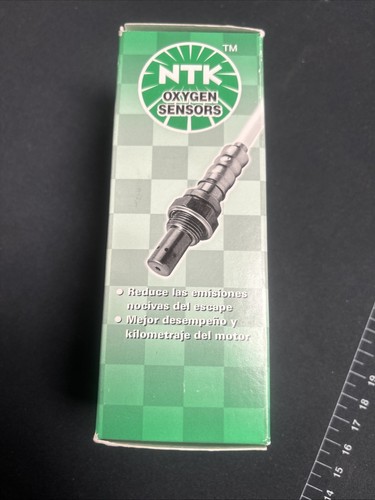 TM
NTK
OXYGEN
SENSORS
• Reduce las emisiones
nocivas del escape
• Mejor desempeño y
kilometraje del motor
19
18
17
16
15
14